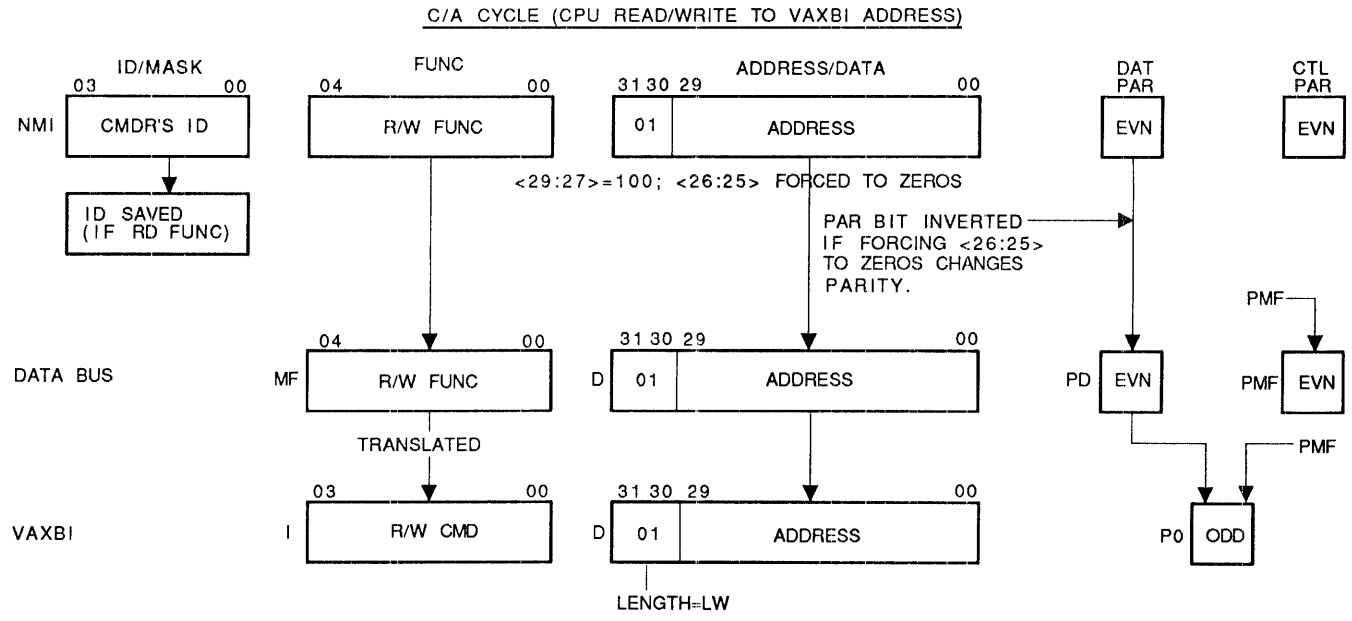 C/A CYCLE (CPU READ/WRITE TO VAXBI ADDRESS)
ID/MASK
FUNC
ADDRESS/DATA
DAT
PAR
CTL
PAR
03 00
04 00
31 30 29 00
NMI
CMDR'S ID
R/W FUNC
01
ADDRESS
EVN
EVN
<29:27>=100; <26:25> FORCED TO ZEROS
ID SAVED
(IF RD FUNC)
PAR BIT INVERTED
IF FORCING <26:25>
TO ZEROS CHANGES
PARITY.
PMF
04 00
31 30 29 00
DATA BUS
MF
R/W FUNC
D
01
ADDRESS
PD
EVN
PMF
EVN
TRANSLATED
PMF
03 00
31 30 29 00
VAXBI
I
R/W CMD
D
01
ADDRESS
P0
ODD
LENGTH=LW